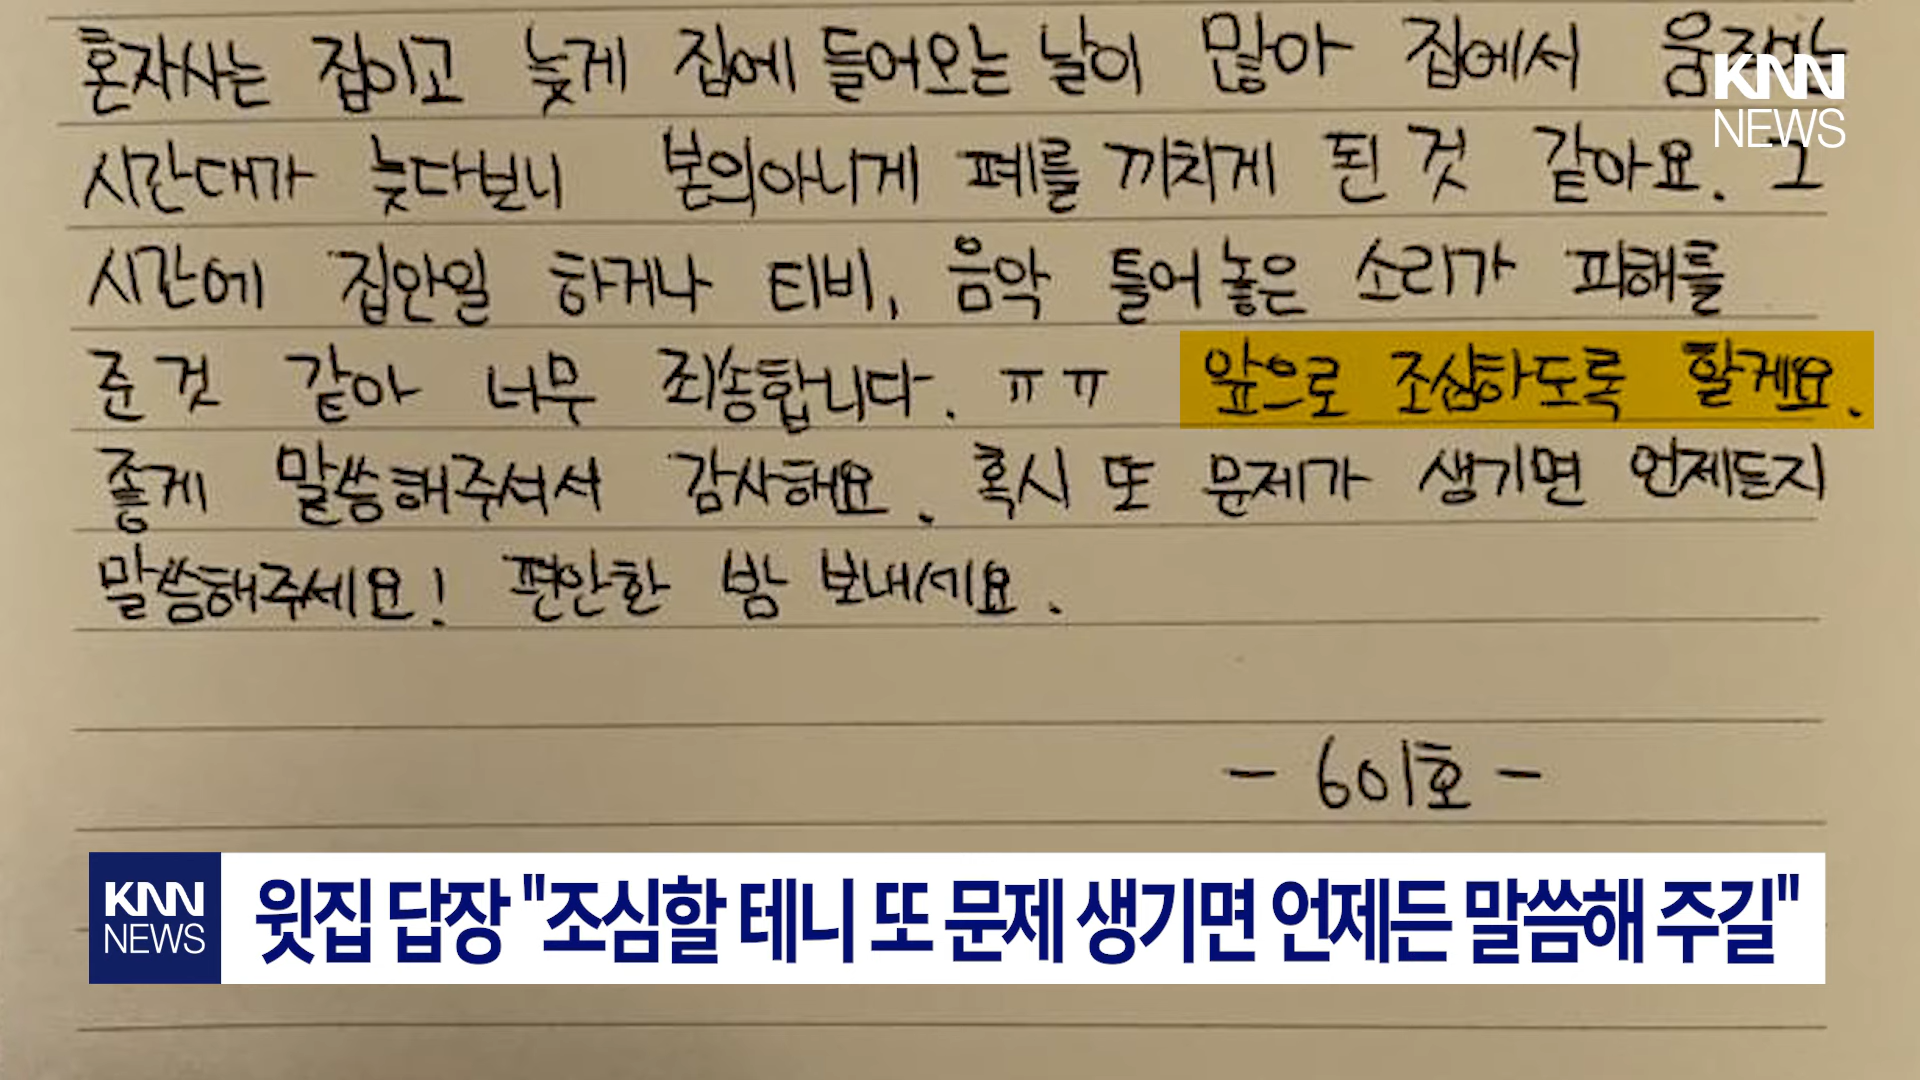 혼자사는 집이고 늦게 집에 들어오는 날이 많아 집에서
KNN
NEWS
시간대가 늦다보니 본의아니게 폐를 끼치게 된 것 같아요. 그
시간에 집안일 하거나 티비, 음악 틀어놓은 소리가 피해를
준 것 같아 너무 죄송합니다. ㅠㅠ 앞으로 조심하도록 할게요.
좋게 말씀해주셔서 감사해요. 혹시 또 문제가 생기면 언제든지
말씀해주세요! 편안한 밤 보내세요.
- 601호 -
KNN
NEWS
윗집 답장 "조심할 테니 또 문제 생기면 언제든 말씀해 주길"